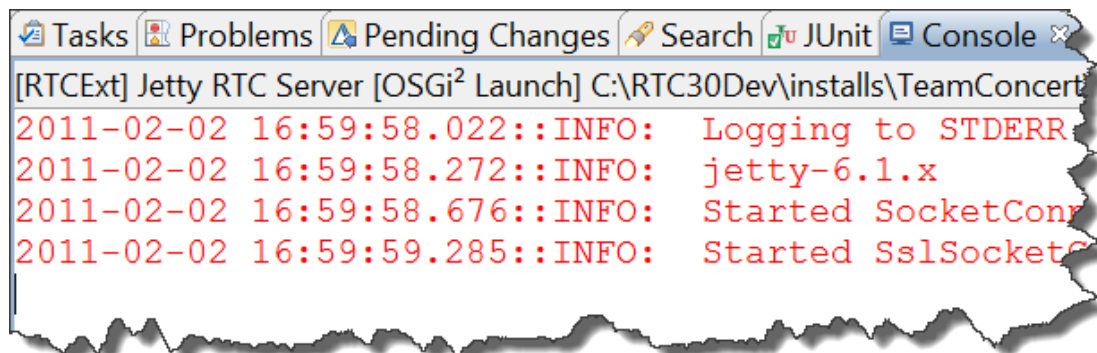 Tasks Problems Pending Changes Search JUnit Console
[RTCExt] Jetty RTC Server [OSGi² Launch] C:\RTC30Dev\installs\TeamConcert
2011-02-02 16:59:58.022::INFO:  Logging to STDERR
2011-02-02 16:59:58.272::INFO:  jetty-6.1.x
2011-02-02 16:59:58.676::INFO:  Started
2011-02-02 16:59:59.285::INFO:  Started